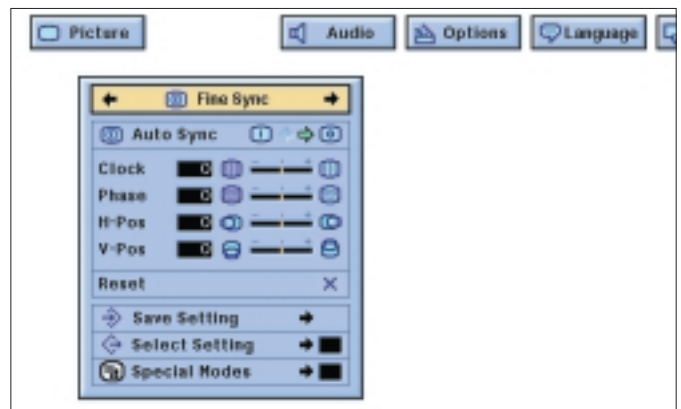 Picture Audio Options Language
Fine Sync
Auto Sync
Clock 0
Phase 0
H-Pos 0
V-Pos 0
Reset
Save Setting
Select Setting
Special Modes